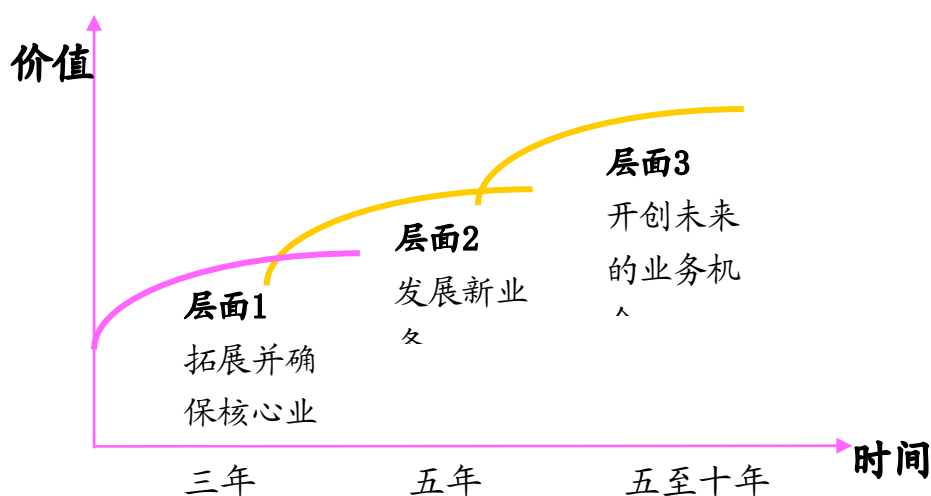 价值
层面3
开创未来
的业务机
层面2
发展新业
层面1
拓展并确
保核心业
时间
三年
五年
五至十年